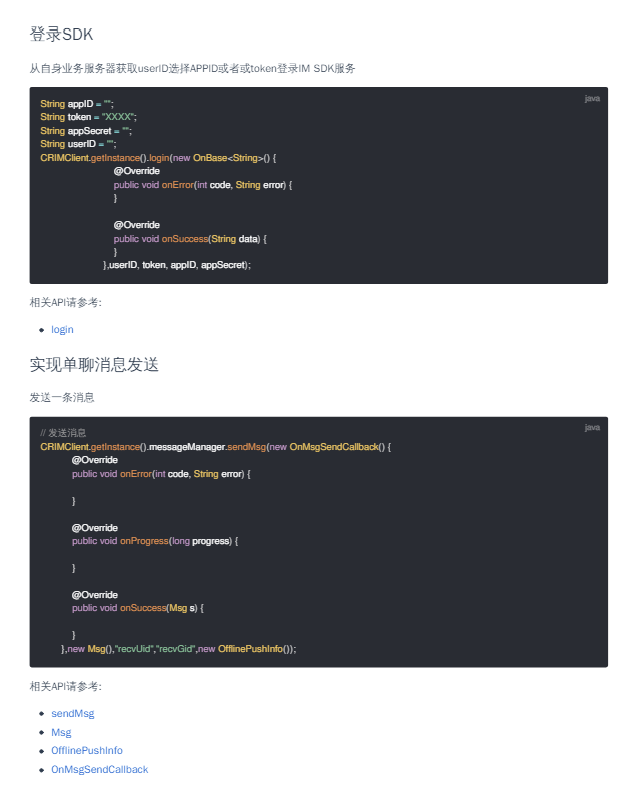 登录SDK
从自身业务服务器获取userID选择APPID或者或token登录IM SDK服务
java
String appID = "";
String token = "XXXX";
String appSecret = "";
String userID = "";
CRIMClient.getInstance().login(new OnBase<String>() {
@Override
public void onError(int code, String error) {
}
@Override
public void onSuccess(String data) {
}
},userID, token, appID, appSecret);
相关API请参考:
login
实现单聊消息发送
发送一条消息
java
// 发送消息
CRIMClient.getInstance().messageManager.sendMsg(new OnMsgSendCallback() {
@Override
public void onError(int code, String error) {
}
@Override
public void onProgress(long progress) {
}
@Override
public void onSuccess(Msg s) {
}
},new Msg(),"recvUid","recvGid",new OfflinePushInfo());
相关API请参考:
sendMsg
Msg
OfflinePushInfo
OnMsgSendCallback